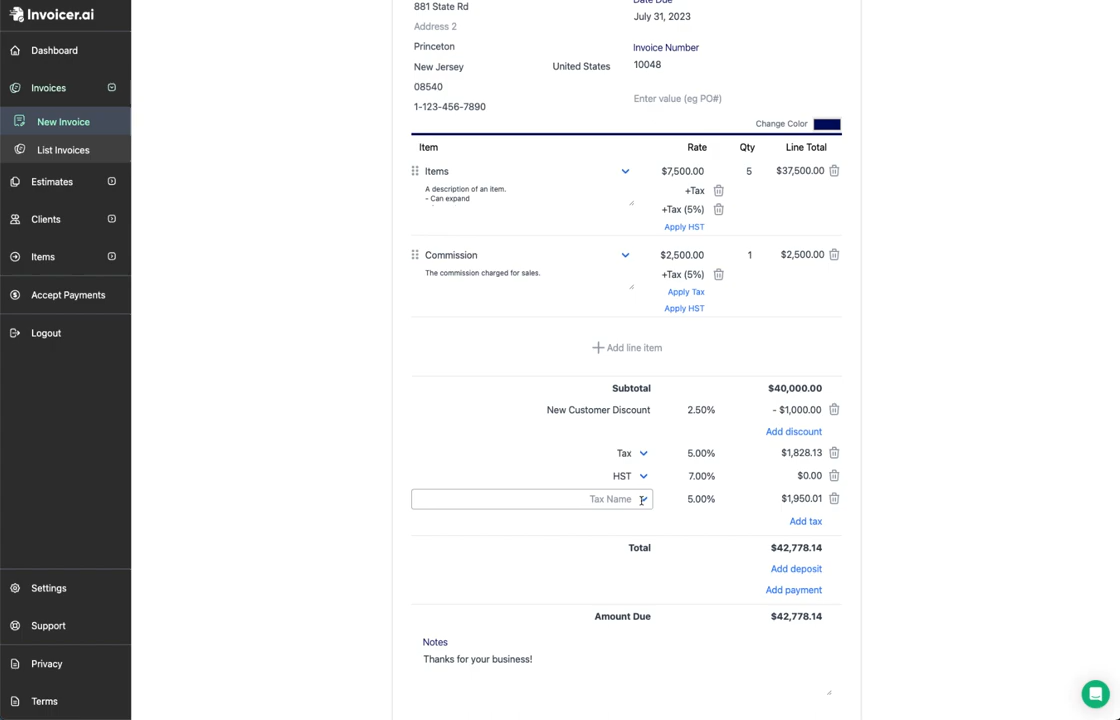 Invoicer.ai
Dashboard
Invoices
New Invoice
List Invoices
Estimates
Clients
Items
Accept Payments
Logout
Settings
Support
Privacy
Terms
881 State Rd
Date Due
Address 2
July 31, 2023
Princeton
Invoice Number
New Jersey United States
10048
08540
1-123-456-7890
Enter value (eg PO#)
Change Color
Item Rate Qty Line Total
Items $7,500.00 5 $37,500.00
A description of an item.
- Can expand
+Tax
+Tax (5%)
Apply HST
Commission $2,500.00 1 $2,500.00
The commission charged for sales.
+Tax (5%)
Apply Tax
Apply HST
Add line item
Subtotal $40,000.00
New Customer Discount 2.50% - $1,000.00
Add discount
Tax 5.00% $1,828.13
HST 7.00% $0.00
Tax Name 5.00% $1,950.01
Add tax
Total $42,778.14
Add deposit
Add payment
Amount Due $42,778.14
Notes
Thanks for your business!